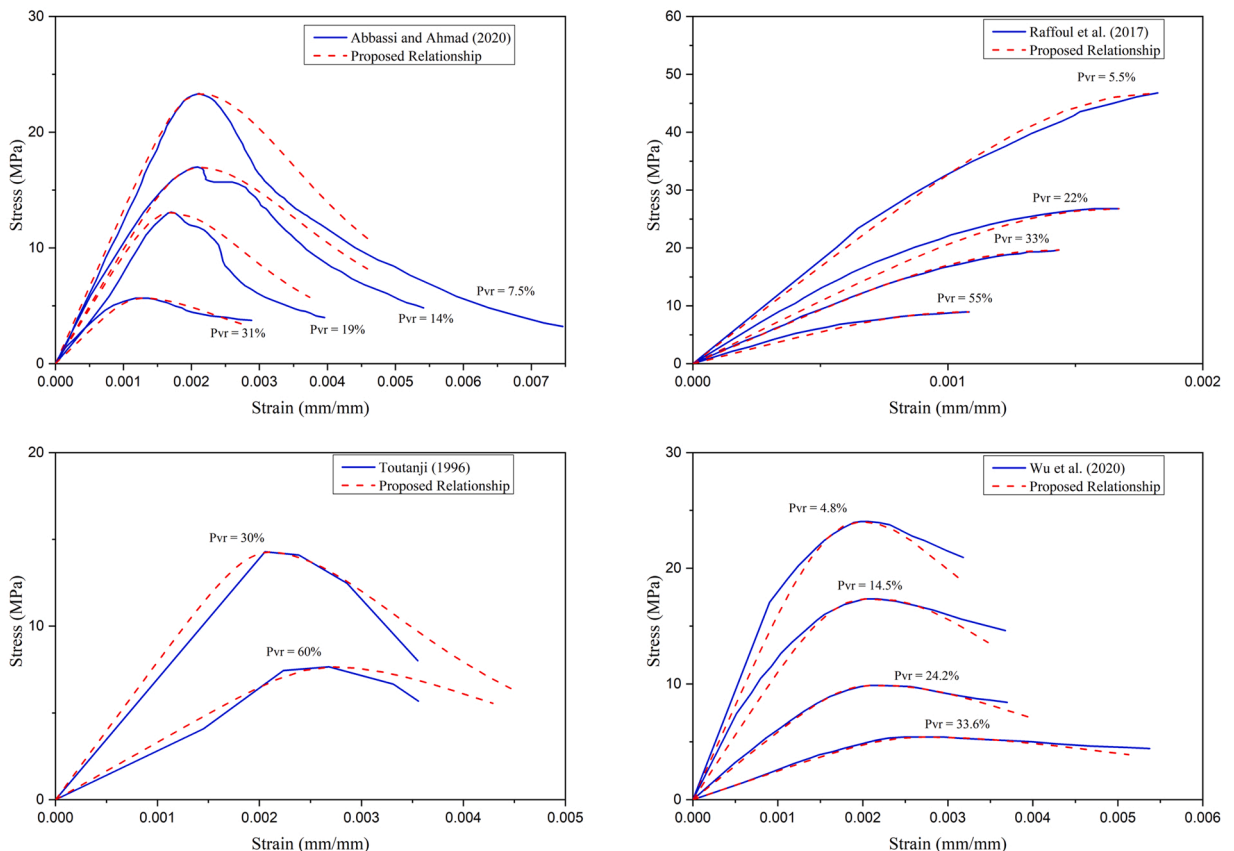 30
20
10
0
0.000
0.001
0.002
0.003
0.004
0.005
0.006
0.007
Stress (MPa)
Strain (mm/mm)
Abbassi and Ahmad (2020)
Proposed Relationship
Pvr = 7.5%
Pvr = 31%
Pvr = 19%
Pvr = 14%
60
50
40
30
20
10
0
0.000
0.001
0.002
Stress (MPa)
Strain (mm/mm)
Raffoul et al. (2017)
Proposed Relationship
Pvr = 5.5%
Pvr = 22%
Pvr = 33%
Pvr = 55%
20
10
0
0.000
0.001
0.002
0.003
0.004
0.005
Stress (MPa)
Strain (mm/mm)
Toutanji (1996)
Proposed Relationship
Pvr = 30%
Pvr = 60%
30
20
10
0
0.000
0.001
0.002
0.003
0.004
0.005
0.006
Stress (MPa)
Strain (mm/mm)
Wu et al. (2020)
Proposed Relationship
Pvr = 4.8%
Pvr = 14.5%
Pvr = 24.2%
Pvr = 33.6%